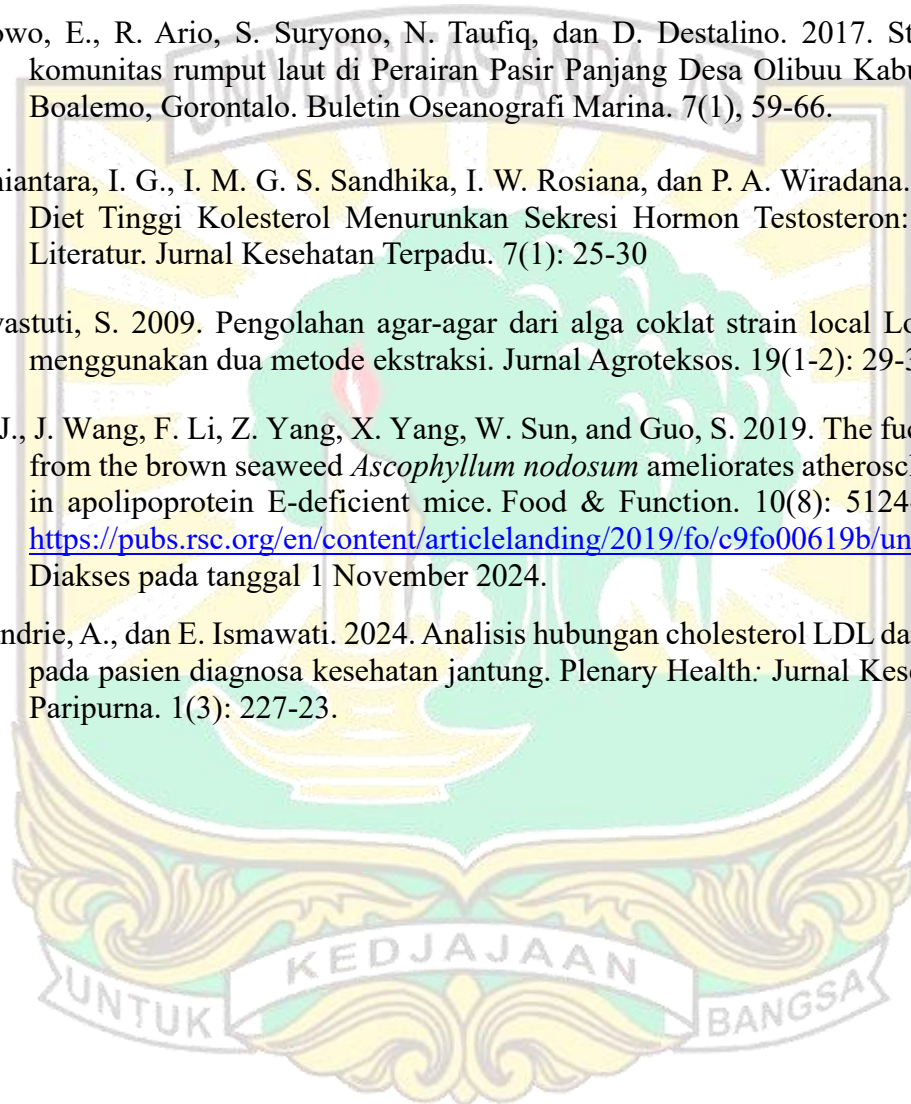 owo, E., R. Ario, S. Suryono, N. Taufiq, dan D. Destalino. 2017. St
komunitas rumput laut di Perairan Pasir Panjang Desa Olibuu Kabu
Boalemo, Gorontalo. Buletin Oseanografi Marina. 7(1), 59-66.
iantara, I. G., I. M. G. S. Sandhika, I. W. Rosiana, dan P. A. Wiradana.
Diet Tinggi Kolesterol Menurunkan Sekresi Hormon Testosteron:
Literatur. Jurnal Kesehatan Terpadu. 7(1): 25-30
yastuti, S. 2009. Pengolahan agar-agar dari alga coklat strain local Lo
menggunakan dua metode ekstraksi. Jurnal Agroteksos. 19(1-2): 29-3
J., J. Wang, F. Li, Z. Yang, X. Yang, W. Sun, and Guo, S. 2019. The fuc
from the brown seaweed Ascophyllum nodosum ameliorates atheroscl
in apolipoprotein E-deficient mice. Food & Function. 10(8): 5124-
https://pubs.rsc.org/en/content/articlelanding/2019/fo/c9fo00619b/un
Diakses pada tanggal 1 November 2024.
ndrie, A., dan E. Ismawati. 2024. Analisis hubungan cholesterol LDL da
pada pasien diagnosa kesehatan jantung. Plenary Health: Jurnal Kese
Paripurna. 1(3): 227-23.
UNIVERSITAS ANDALAS
UNTUK KEDJAJAAN BANGSA